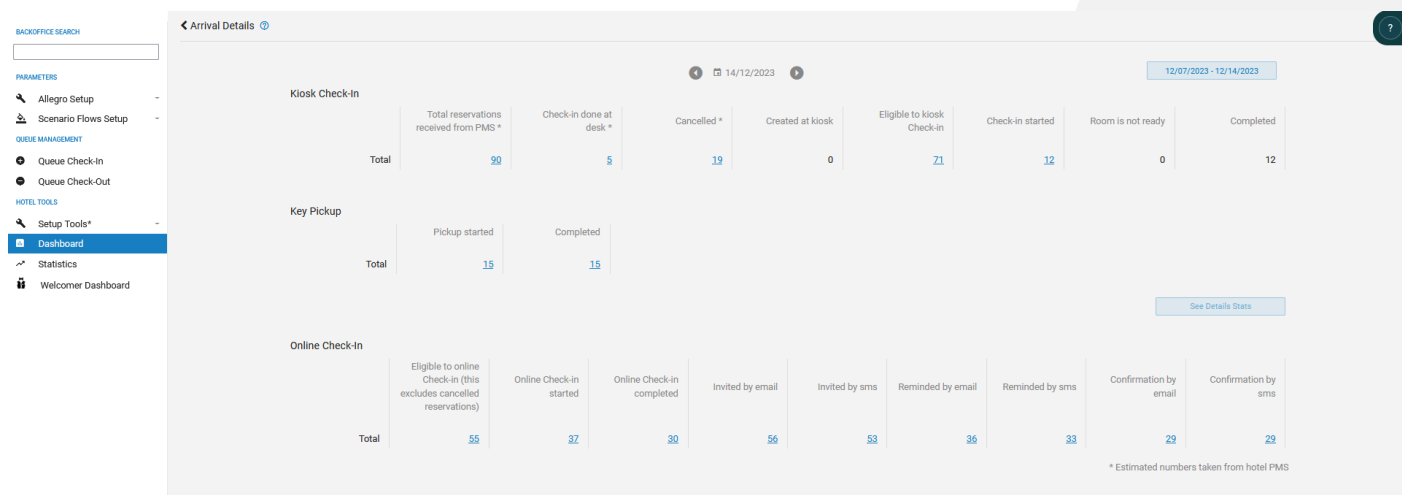 BACKOFFICE SEARCH
PARAMETERS
Allegro Setup
Scenario Flows Setup
QUEUE MANAGEMENT
Queue Check-In
Queue Check-Out
HOTEL TOOLS
Setup Tools*
Dashboard
Statistics
Welcomer Dashboard
Arrival Details ?
?
14/12/2023
12/07/2023 - 12/14/2023
Kiosk Check-In
Total reservations received from PMS *
Check-in done at desk *
Cancelled *
Created at kiosk
Eligible to kiosk Check-in
Check-in started
Room is not ready
Completed
Total 90 5 19 0 71 12 0 12
Key Pickup
Pickup started Completed
Total 15 15
See Details Stats
Online Check-In
Eligible to online Check-in (this excludes cancelled reservations)
Online Check-in started
Online Check-in completed
Invited by email
Invited by sms
Reminded by email
Reminded by sms
Confirmation by email
Confirmation by sms
Total 55 37 30 56 53 36 33 29 29
* Estimated numbers taken from hotel PMS